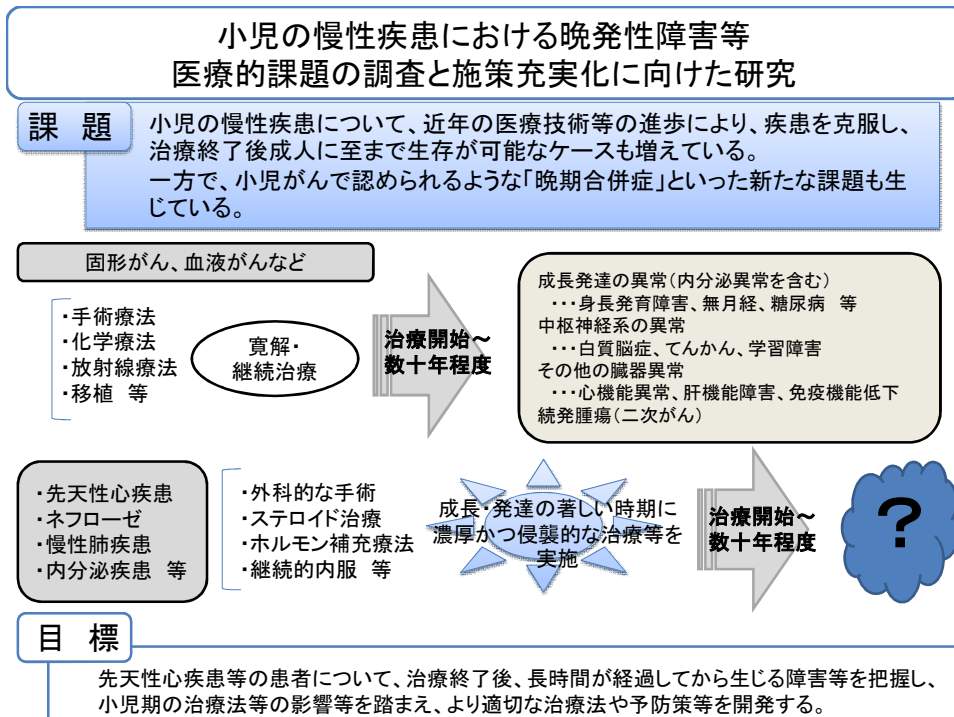 小児の慢性疾患における晩発性障害等
医療的課題の調査と施策充実化に向けた研究
課　題
小児の慢性疾患について、近年の医療技術等の進歩により、疾患を克服し、
治療終了後成人に至まで生存が可能なケースも増えている。
一方で、小児がんで認められるような「晩期合併症」といった新たな課題も生
じている。
固形がん、血液がんなど
・手術療法
・化学療法
・放射線療法
・移植　等
寛解・
継続治療
治療開始～
数十年程度
成長発達の異常（内分泌異常を含む）
・・・身長発育障害、無月経、糖尿病　等
中枢神経系の異常
・・・白質脳症、てんかん、学習障害
その他の臓器異常
・・・心機能異常、肝機能障害、免疫機能低下
続発腫瘍（二次がん）
・先天性心疾患
・ネフローゼ
・慢性肺疾患
・内分泌疾患　等
・外科的な手術
・ステロイド治療
・ホルモン補充療法
・継続的内服　等
成長・発達の著しい時期に
濃厚かつ侵襲的な治療等を
実施
治療開始～
数十年程度
？
目　標
先天性心疾患等の患者について、治療終了後、長時間が経過してから生じる障害等を把握し、
小児期の治療法等の影響等を踏まえ、より適切な治療法や予防策等を開発する。